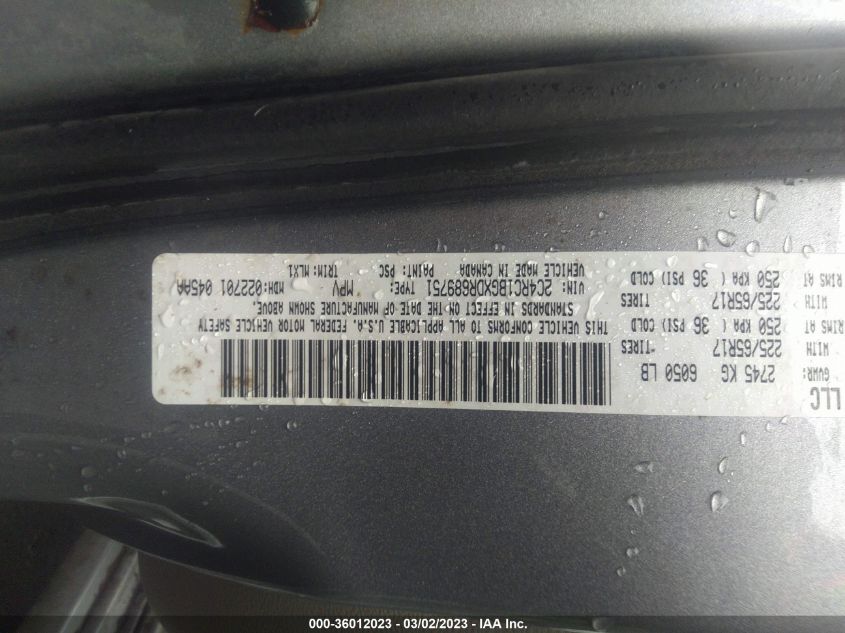 LLC
GVWR: 2745 KG 6050 LB
WITH -TIRES
225/65R17
RIMS AT 250 KPA ( 36 PSI) COLD
WITH TIRES
225/65R17
RIMS AT 250 KPA ( 36 PSI) COLD
THIS VEHICLE CONFORMS TO ALL APPLICABLE U.S.A. FEDERAL MOTOR VEHICLE SAFETY
STANDARDS IN EFFECT ON THE DATE OF MANUFACTURE SHOWN ABOVE.
VIN: 2C4RC1BGXDR689751 TYPE: MPV MDH:022701 045AA
VEHICLE MADE IN CANADA PAINT: PSC TRIM:MLX1
000-36012023 - 03/02/2023 - IAA Inc.